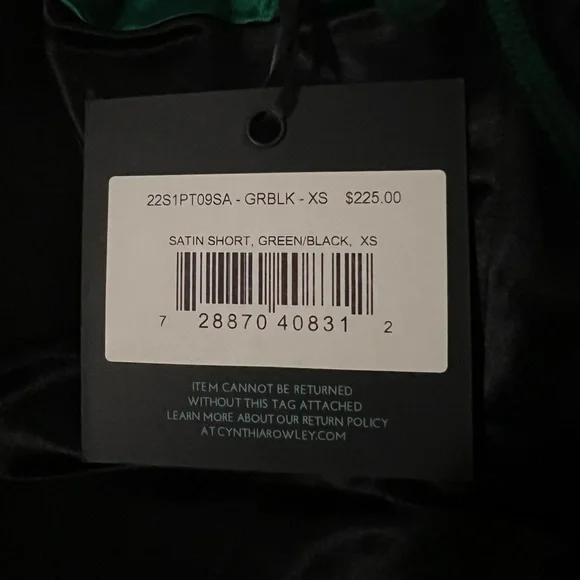 22S1PT09SA - GRBLK - XS $225.00
SATIN SHORT, GREEN/BLACK, XS
7 28870 40831 2
ITEM CANNOT BE RETURNED
WITHOUT THIS TAG ATTACHED
LEARN MORE ABOUT OUR RETURN POLICY
AT CYNTHIAROWLEY.COM